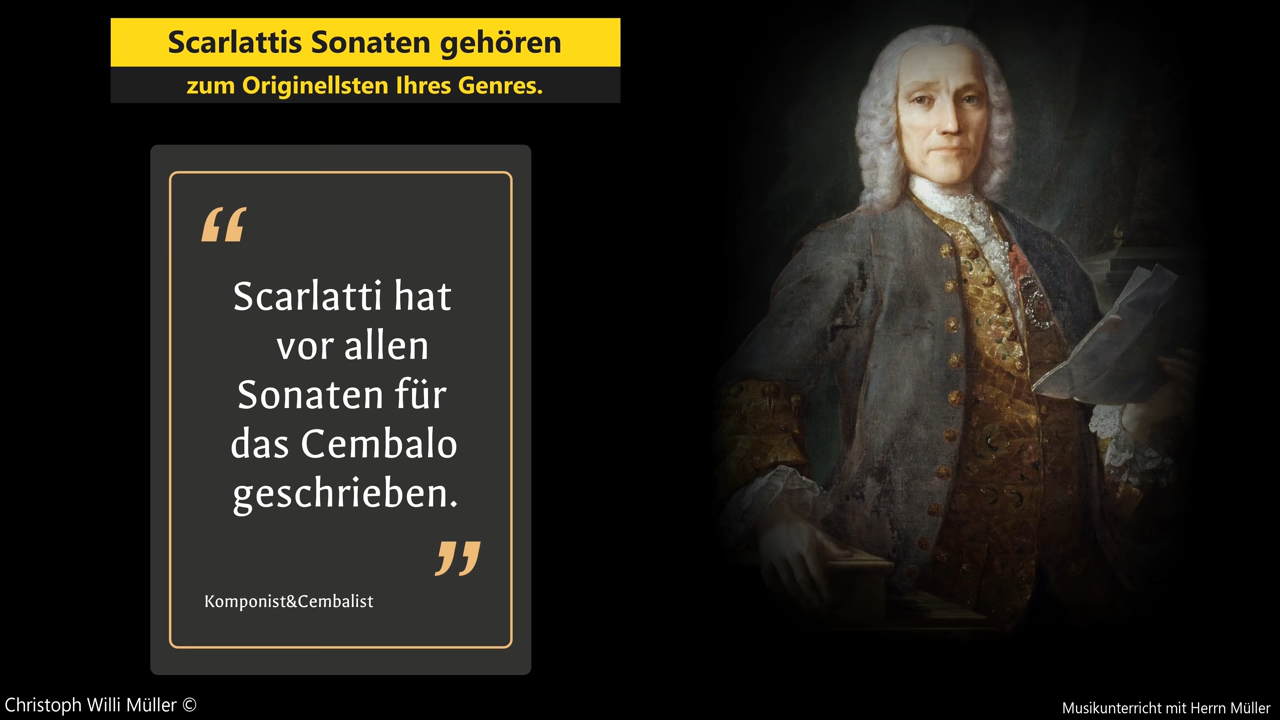 Scarlattis Sonaten gehören
zum Originellsten Ihres Genres.
“
Scarlatti hat
vor allen
Sonaten für
das Cembalo
geschrieben.
”
Komponist&Cembalist
Christoph Willi Müller ©
Musikunterricht mit Herrn Müller